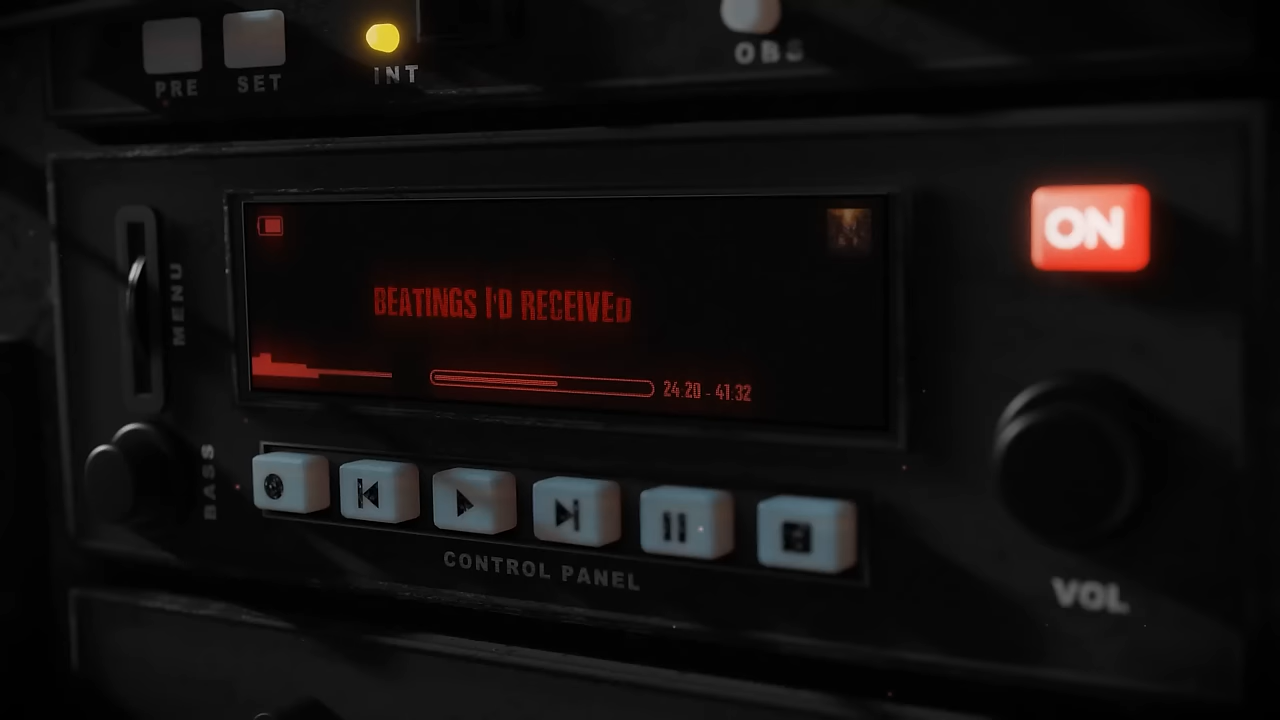 PRE
SET
INT
OBS
MENU
BEATINGS I'D RECEIVED
24:20 - 41:32
ON
BASS
CONTROL PANEL
VOL